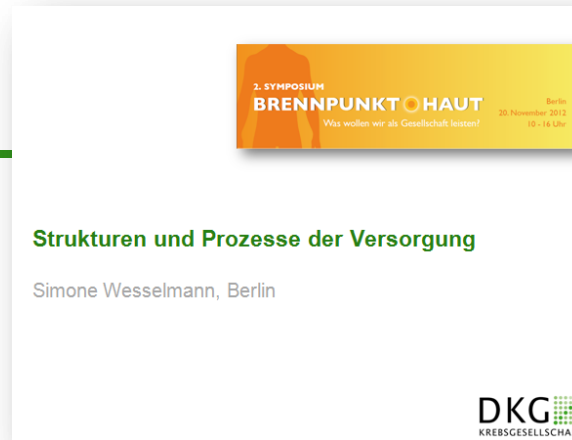 2. SYMPOSIUM
BRENNPUNKT HAUT
Was wollen wir als Gesellschaft leisten?
Berlin
20. November 2012
10 - 16 Uhr
Strukturen und Prozesse der Versorgung
Simone Wesselmann, Berlin
DKG
KREBSGESELLSCHA